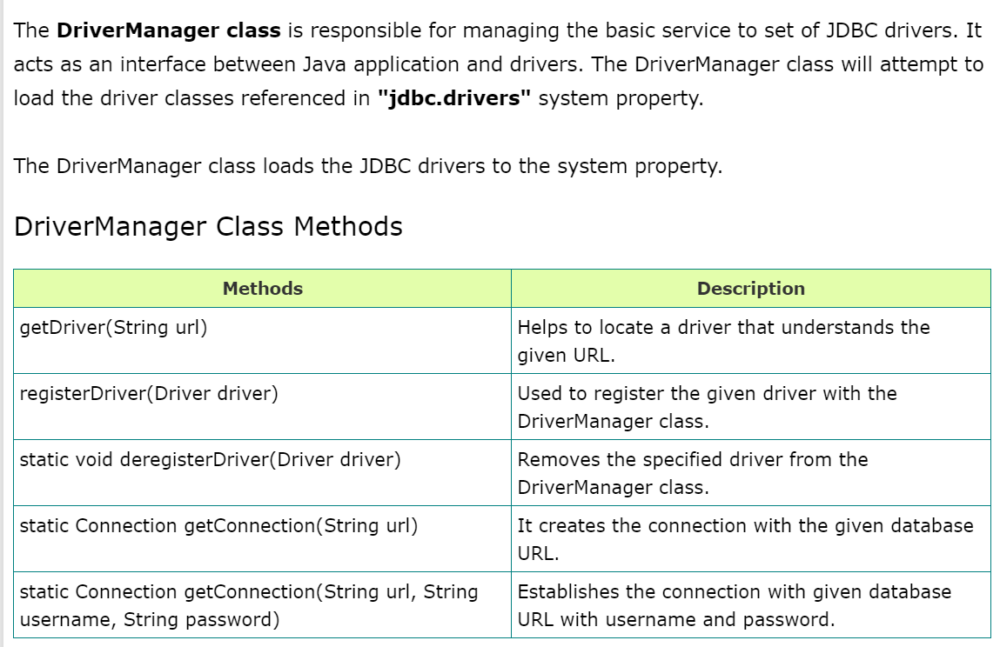 The DriverManager class is responsible for managing the basic service to set of JDBC drivers. It
acts as an interface between Java application and drivers. The DriverManager class will attempt to
load the driver classes referenced in "jdbc.drivers" system property.
The DriverManager class loads the JDBC drivers to the system property.
DriverManager Class Methods
Methods Description
getDriver(String url) Helps to locate a driver that understands the
given URL.
registerDriver(Driver driver) Used to register the given driver with the
DriverManager class.
static void deregisterDriver(Driver driver) Removes the specified driver from the
DriverManager class.
static Connection getConnection(String url) It creates the connection with the given database
URL.
static Connection getConnection(String url, String
username, String password)
Establishes the connection with given database
URL with username and password.